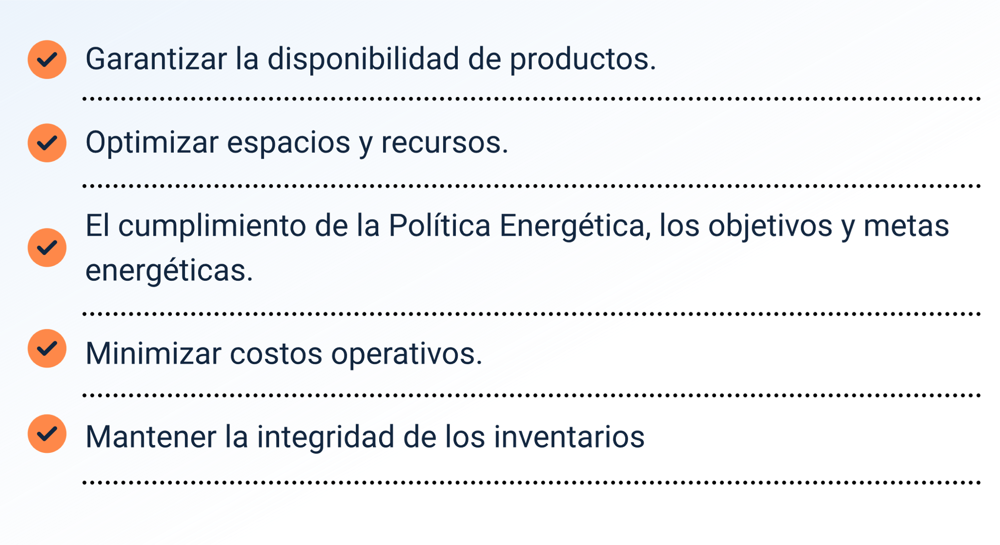 Garantizar la disponibilidad de productos.
Optimizar espacios y recursos.
El cumplimiento de la Política Energética, los objetivos y metas
energéticas.
Minimizar costos operativos.
Mantener la integridad de los inventarios